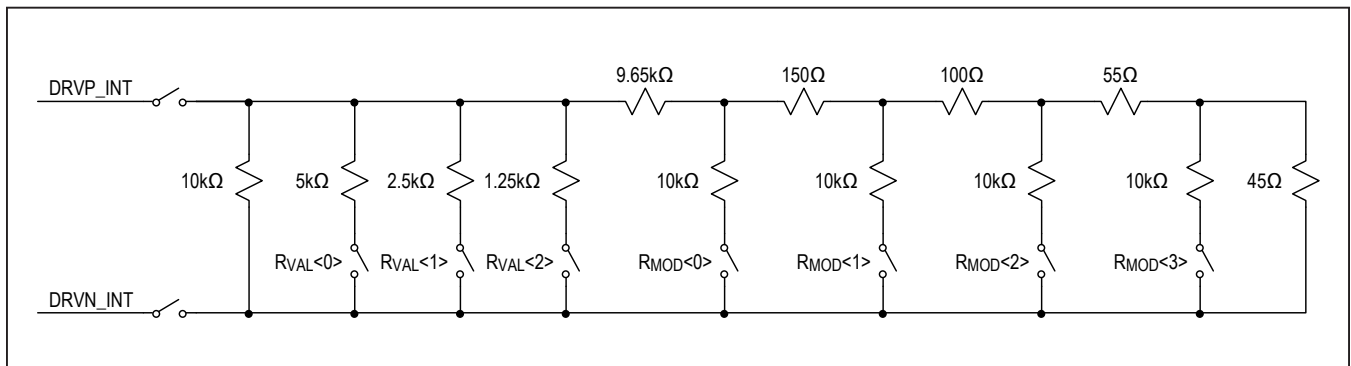 9.65kΩ 150Ω 100Ω 55Ω
DRVP_INT
10kΩ 5kΩ 2.5kΩ 1.25kΩ 10kΩ 10kΩ 10kΩ 10kΩ 45Ω
RVAL<0> RVAL<1> RVAL<2> RMOD<0> RMOD<1> RMOD<2> RMOD<3>
DRVN_INT